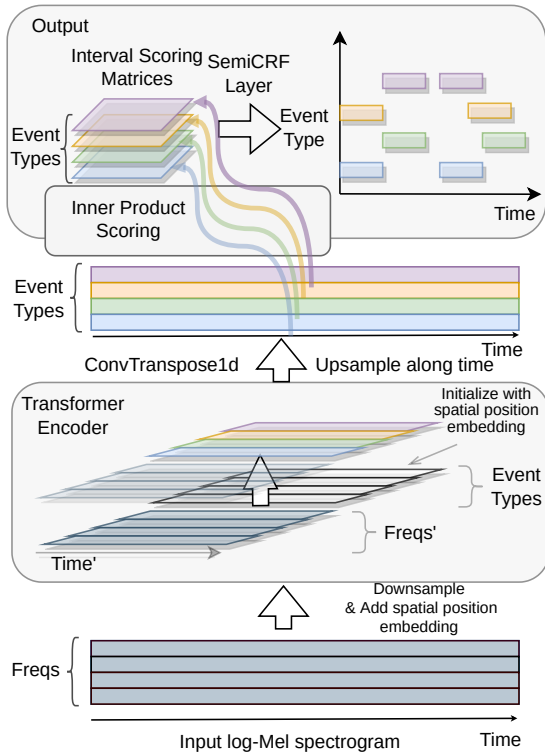 Output
Interval Scoring
Matrices
SemiCRF
Layer
Event
Types
Event
Type
Time
Inner Product
Scoring
Event
Types
Time
ConvTranspose1d
Upsample along time
Transformer
Encoder
Initialize with
spatial position
embedding
Event
Types
Freqs'
Time'
Downsample
& Add spatial position
embedding
Freqs
Input log-Mel spectrogram
Time